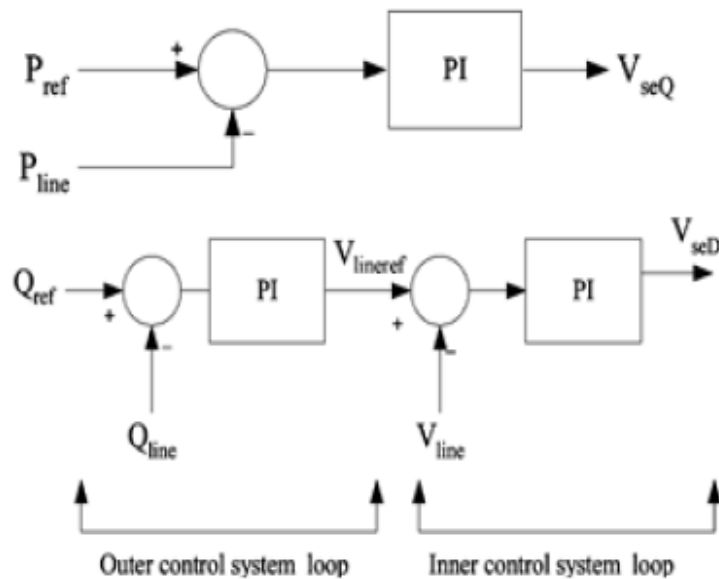 +
P_ref
PI
V_seQ
-
P_line
V_lineref
V_seD
Q_ref
PI
PI
+
-
+
-
Q_line
V_line
Outer control system loop
Inner control system loop